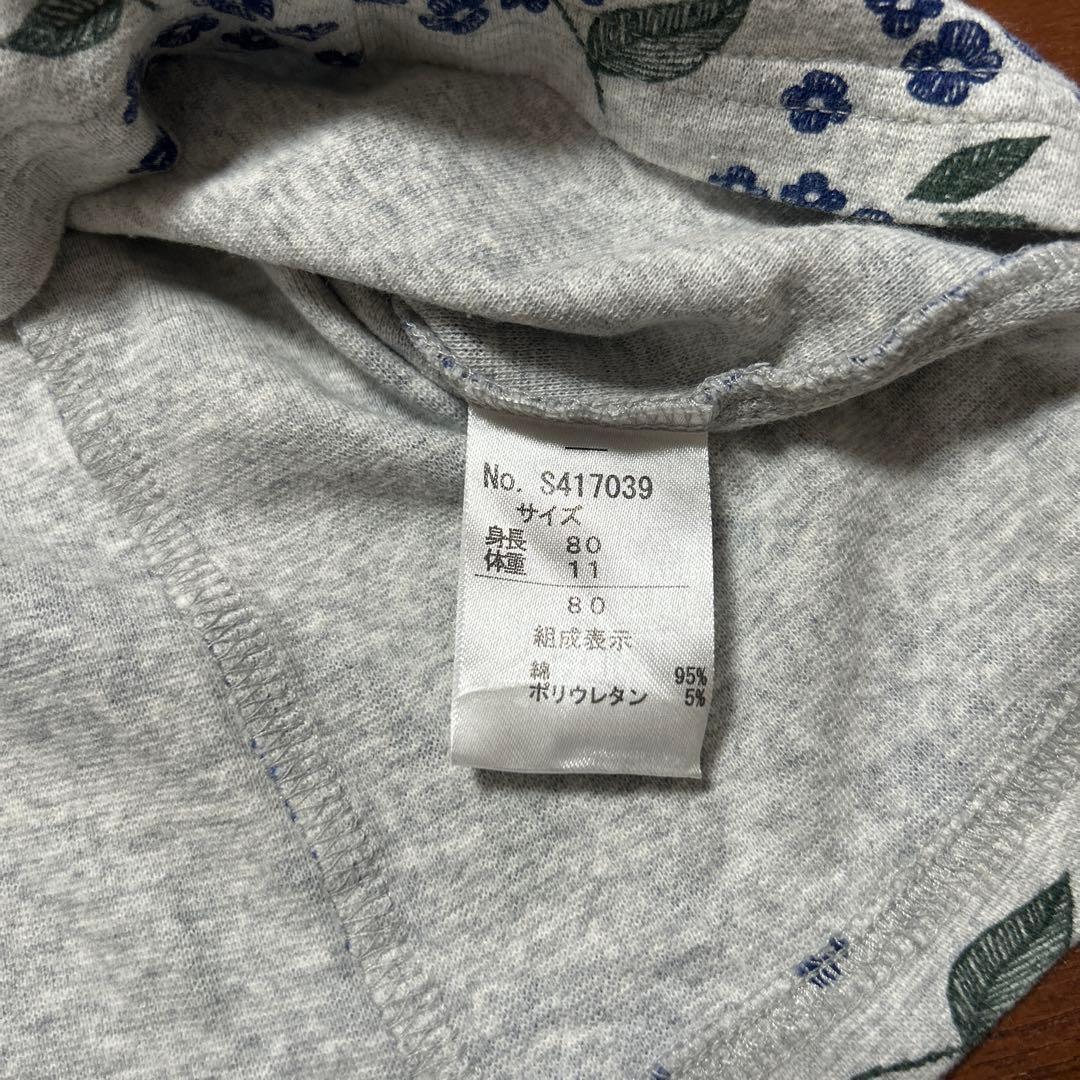 No. S417039
サイズ
身長 80
体重 11
80
組成表示
綿 95%
ポリウレタン 5%